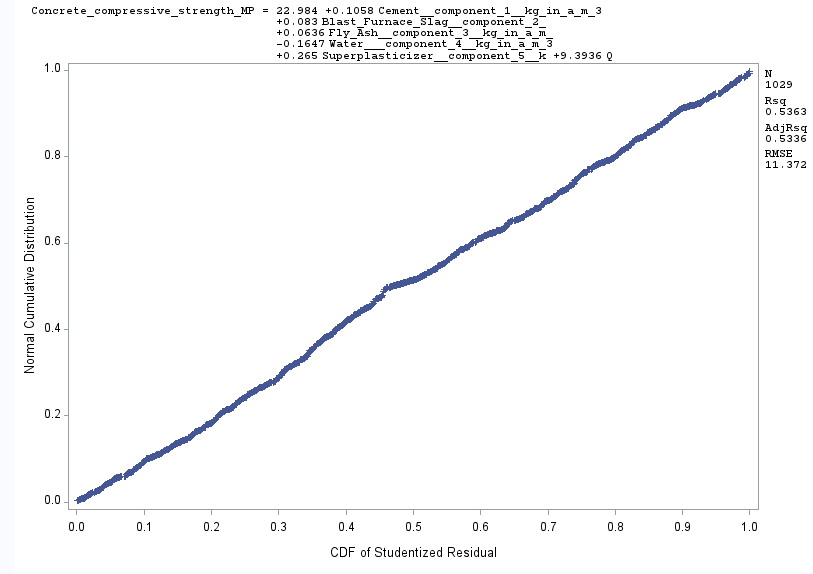 Concrete_compressive_strength_MP = 22.984 +0.1058 Cement__component_1__kg_in_a_m_3
+0.083 Blast_Furnace_Slag__component_2_
+0.0636 Fly_Ash__component_3__kg_in_a_m_
-0.1647 Water___component_4__kg_in_a_m_3
+0.265 Superplasticizer__component_5__k +9.3936 Q
N
1029
Rsq
0.5363
AdjRsq
0.5336
RMSE
11.372
Normal Cumulative Distribution
1.0
0.8
0.6
0.4
0.2
0.0
0.0 0.1 0.2 0.3 0.4 0.5 0.6 0.7 0.8 0.9 1.0
CDF of Studentized Residual